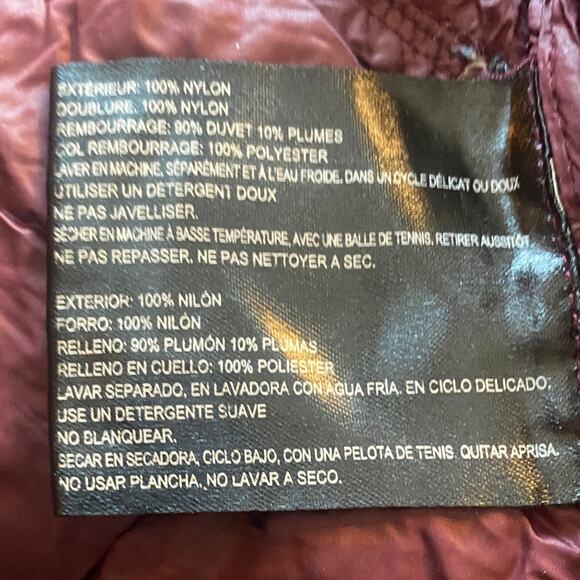 EXTÉRIEUR: 100% NYLON
DOUBLURE: 100% NYLON
REMBOURRAGE: 90% DUVET 10% PLUMES
COL REMBOURRAGE: 100% POLYESTER
LAVER EN MACHINE, SÉPARÉMENT ET À L'EAU FROIDE, DANS UN CYCLE DÉLICAT OU DOUX
UTILISER UN DÉTERGENT DOUX
NE PAS JAVELLISER.
SÉCHER EN MACHINE À BASSE TEMPÉRATURE, AVEC UNE BALLE DE TENNIS, RETIRER AUSSITÔT
NE PAS REPASSER. NE PAS NETTOYER A SEC.
EXTERIOR: 100% NILÓN
FORRO: 100% NILÓN
RELLENO: 90% PLUMÓN 10% PLUMAS
RELLENO EN CUELLO: 100% POLIESTER
LAVAR SEPARADO, EN LAVADORA CON AGUA FRÍA. EN CICLO DELICADO;
USE UN DETERGENTE SUAVE
NO BLANQUEAR.
SECAR EN SECADORA, CICLO BAJO, CON UNA PELOTA DE TENIS. QUITAR APRISA.
NO USAR PLANCHA. NO LAVAR A SECO.